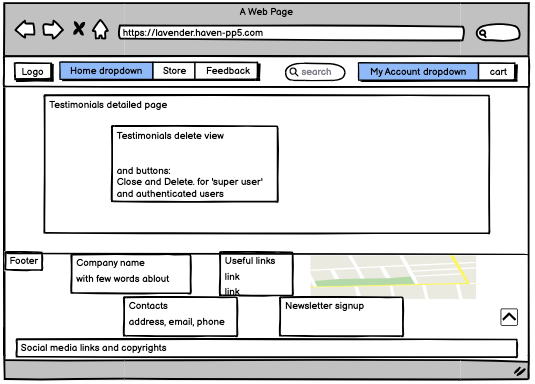 A Web Page
https://lavender.haven-pp5.com
Logo
Home dropdown
Store
Feedback
search
My Account dropdown
cart
Testimonials detailed page
Testimonials delete view
and buttons:
Close and Delete. for 'super user'
and authenticated users
Footer
Company name
with few words ablout
Useful links
link
link
Contacts
address, email, phone
Newsletter signup
Social media links and copyrights